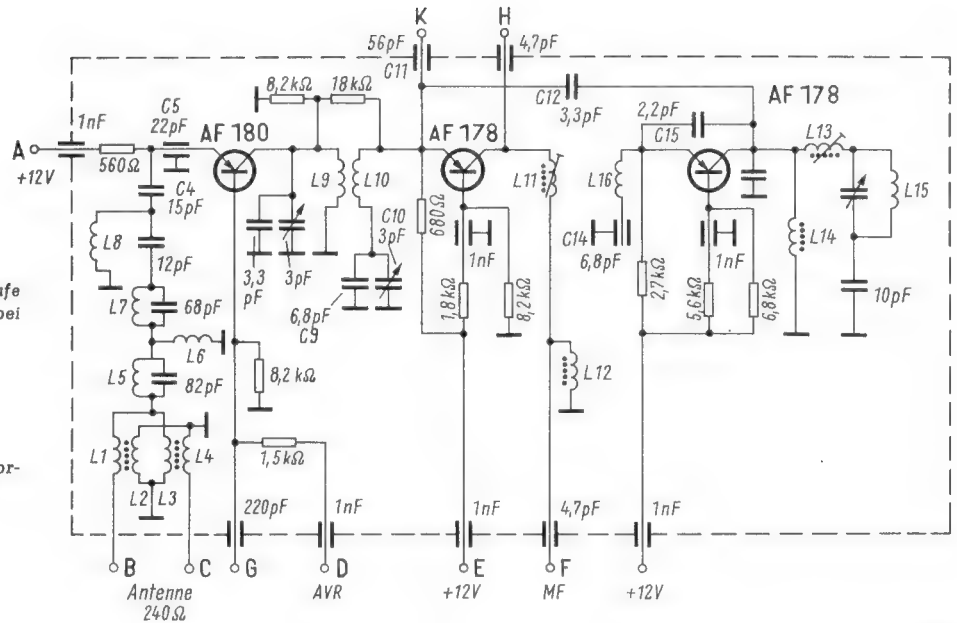 K
H
56pF
C11
4,7pF
8,2kΩ
18kΩ
C12
3,3pF
AF 178
1nF
C5
22pF
AF 180
AF 178
2,2pF
C15
L13
A
+12V
560Ω
C4
15pF
L9
L10
L11
L16
L15
L8
12pF
3,3
pF
3pF
C10
3pF
680Ω
1nF
C14
6,8pF
1nF
L14
L7
68pF
6,8pF
C9
1,8kΩ
8,2kΩ
2,7kΩ
5,6kΩ
6,8kΩ
10pF
ufe
bei
L6
L5
82pF
8,2kΩ
L12
L1
L4
L2
L3
1,5kΩ
or-
220pF
1nF
1nF
4,7pF
1nF
B
C
G
D
E
F
Antenne
240Ω
AVR
+12V
MF
+12V